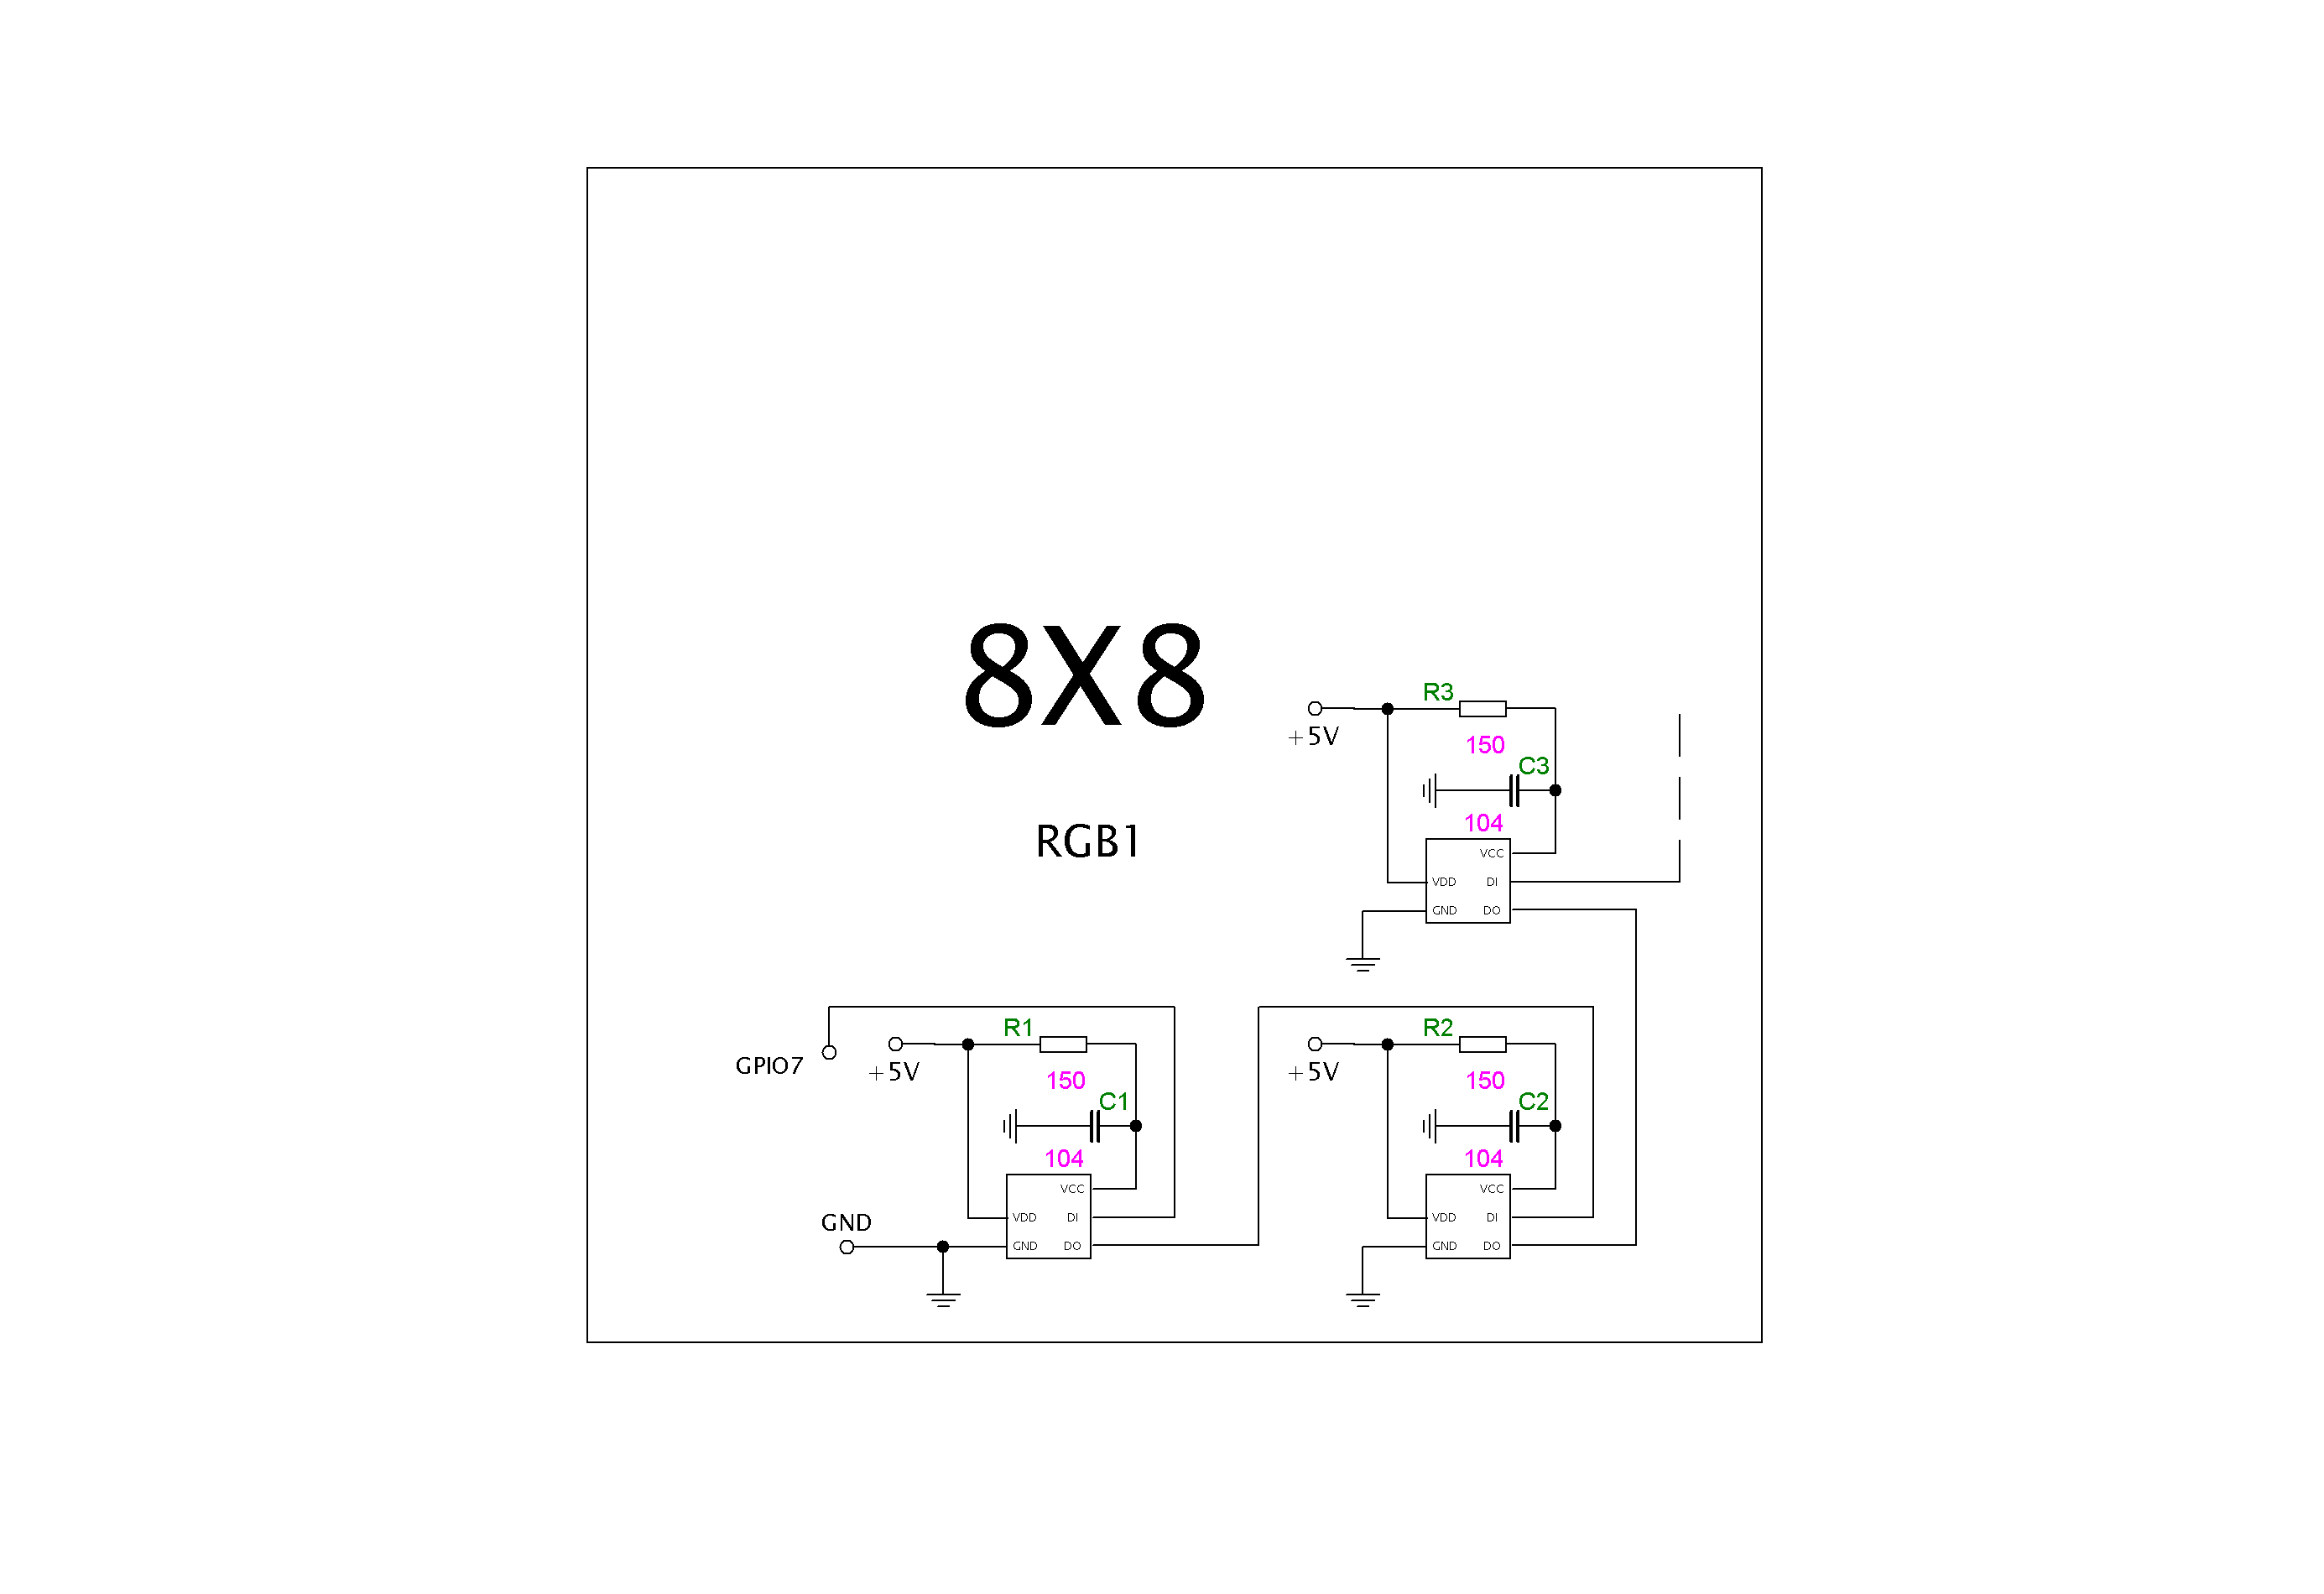 8X8
RGB1
R3
+5V
150
C3
104
VCC
VDD DI
GND DO
GPIO7
R1
+5V
150
C1
104
VCC
VDD DI
GND
GND DO
R2
+5V
150
C2
104
VCC
VDD DI
GND DO